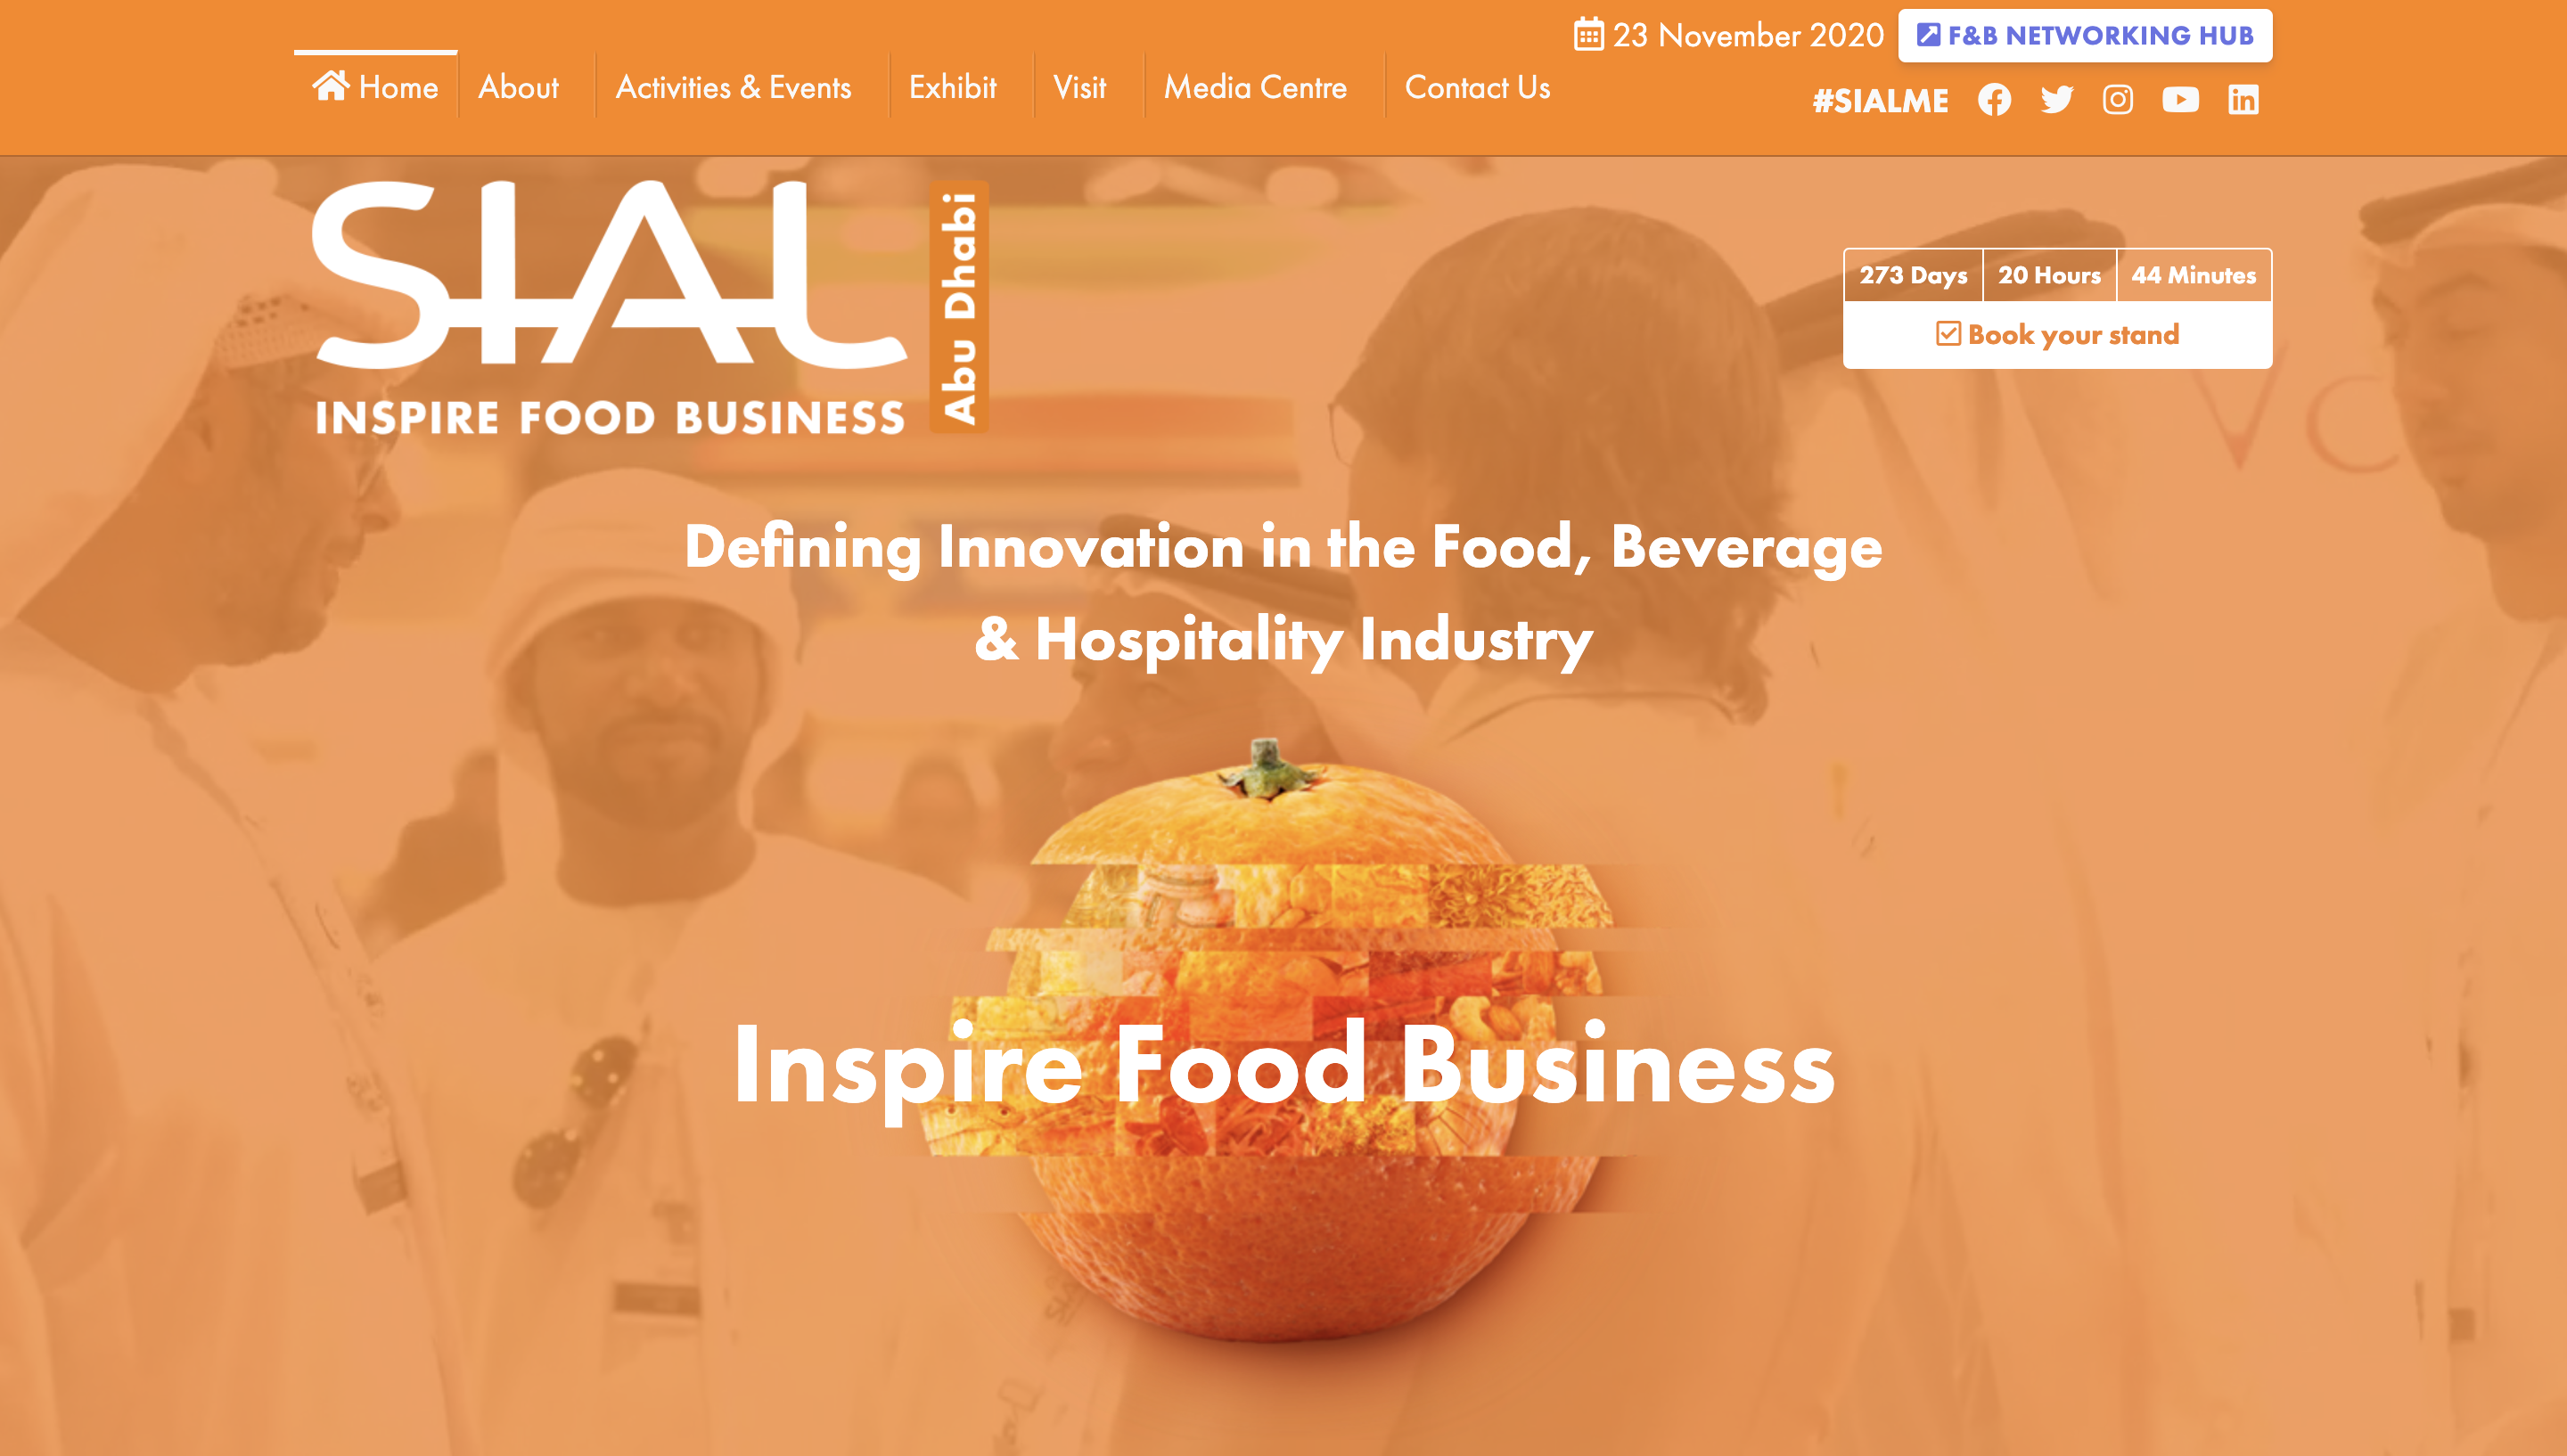 23 November 2020
F&B NETWORKING HUB
Home
About
Activities & Events
Exhibit
Visit
Media Centre
Contact Us
#SIALME
SIAL
Abu Dhabi
INSPIRE FOOD BUSINESS
273 Days
20 Hours
44 Minutes
Book your stand
Defining Innovation in the Food, Beverage
& Hospitality Industry
Inspire Food Business